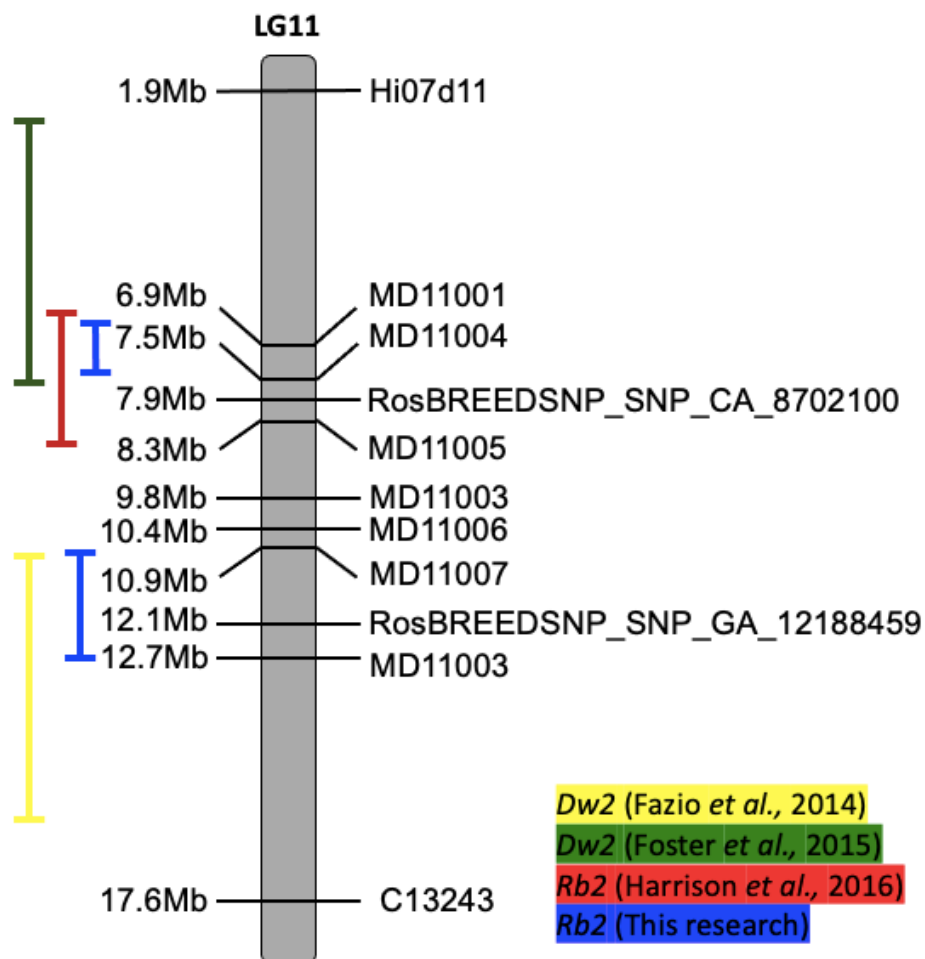 LG11
1.9Mb Hi07d11
6.9Mb MD11001
7.5Mb MD11004
7.9Mb RosBREEDSNP_SNP_CA_8702100
8.3Mb MD11005
9.8Mb MD11003
10.4Mb MD11006
10.9Mb MD11007
12.1Mb RosBREEDSNP_SNP_GA_12188459
12.7Mb MD11003
Dw2 (Fazio et al., 2014)
Dw2 (Foster et al., 2015)
Rb2 (Harrison et al., 2016)
17.6Mb C13243
Rb2 (This research)